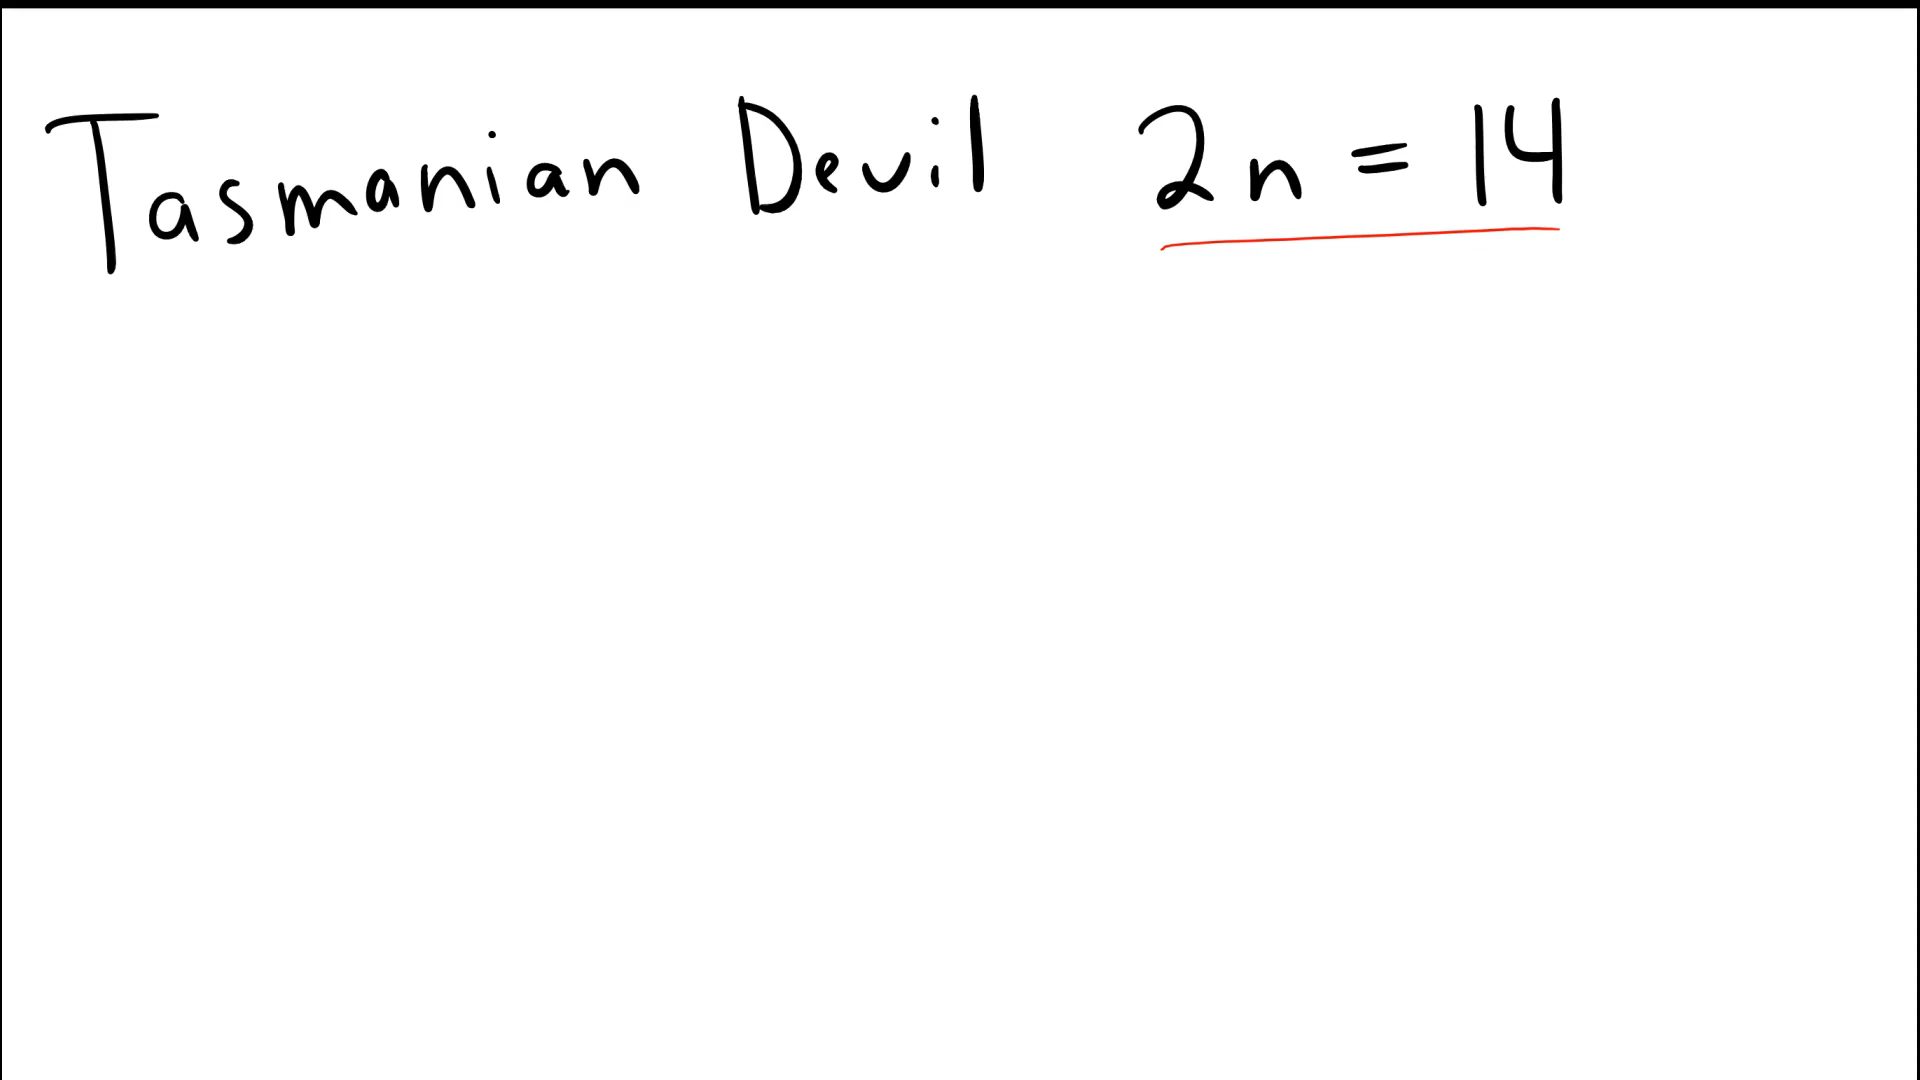 Tasmanian Devil 2n = 14